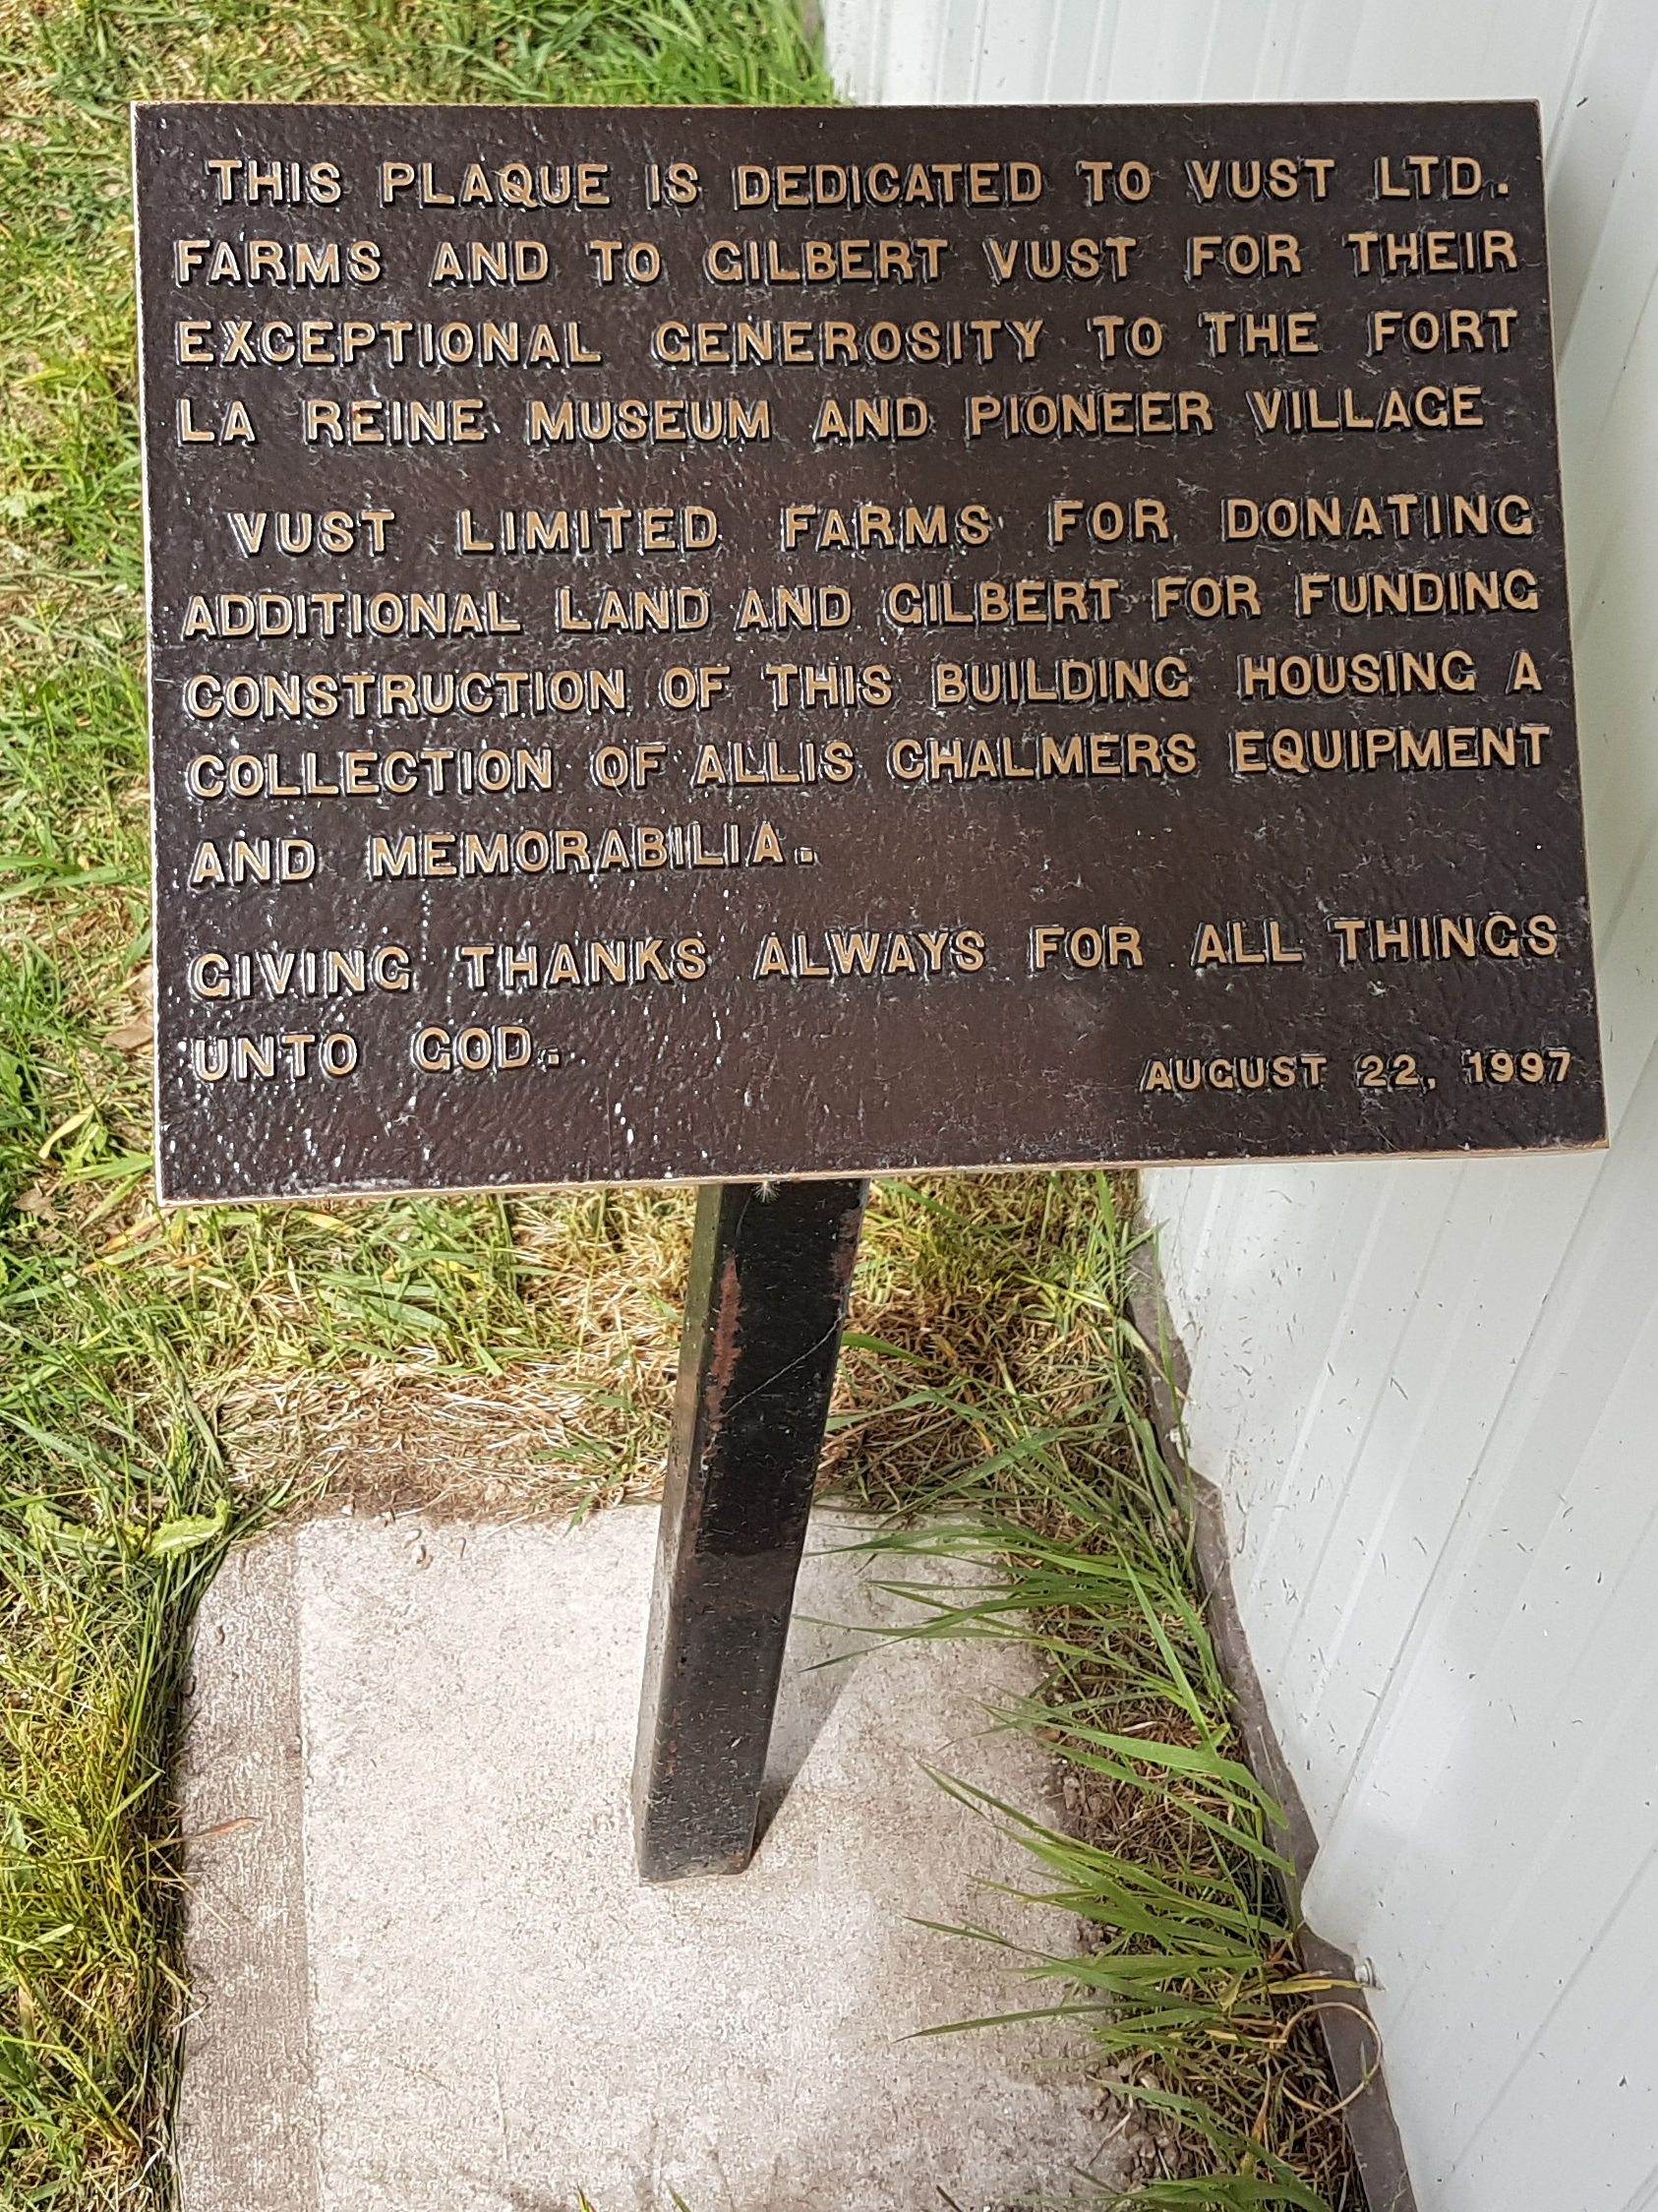 THIS PLAQUE IS DEDICATED TO VUST LTD.
FARMS AND TO GILBERT VUST FOR THEIR
EXCEPTIONAL GENEROSITY TO THE FORT
LA REINE MUSEUM AND PIONEER VILLAGE
VUST LIMITED FARMS FOR DONATING
ADDITIONAL LAND AND GILBERT FOR FUNDING
CONSTRUCTION OF THIS BUILDING HOUSING A
COLLECTION OF ALLIS CHALMERS EQUIPMENT
AND MEMORABILIA.
GIVING THANKS ALWAYS FOR ALL THINGS
UNTO GOD.
AUGUST 22, 1997